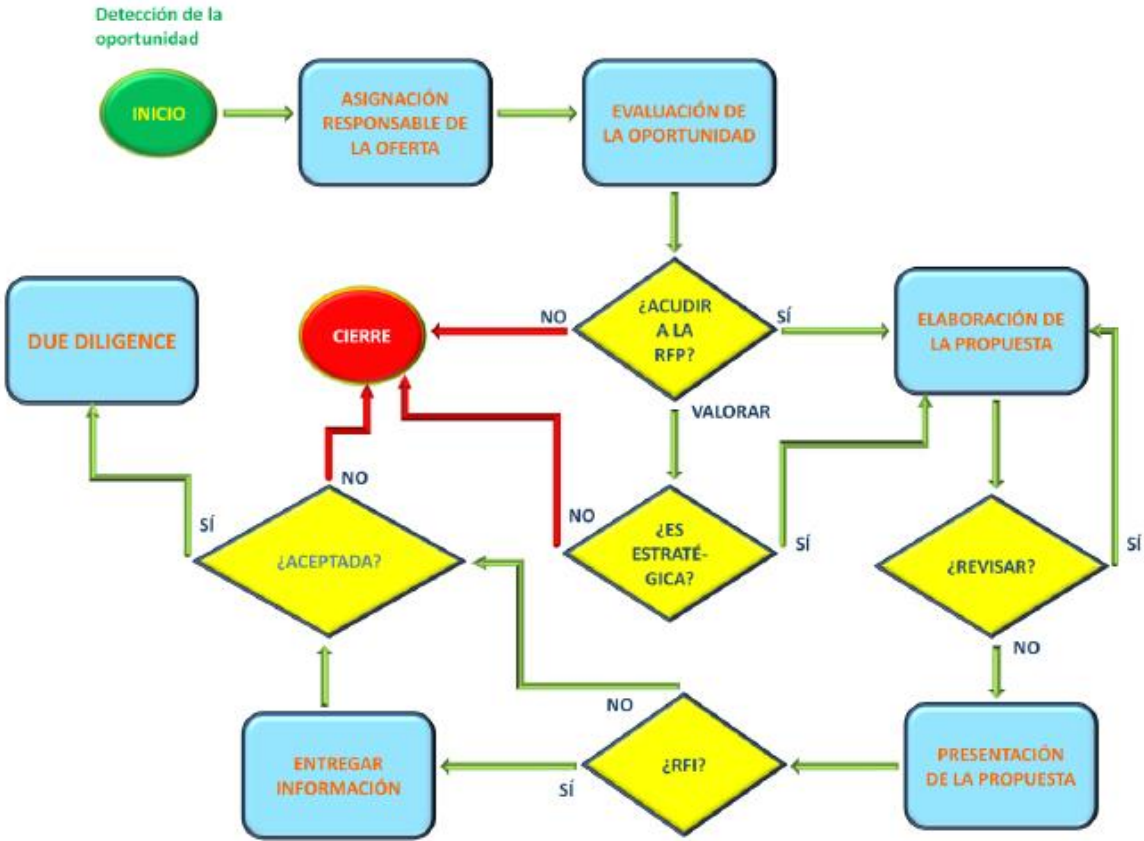 Detección de la
oportunidad
INICIO
ASIGNACIÓN
RESPONSABLE DE
LA OFERTA
EVALUACIÓN DE
LA OPORTUNIDAD
DUE DILIGENCE
CIERRE
NO
¿ACUDIR
A LA
RFP?
SÍ
ELABORACIÓN DE
LA PROPUESTA
VALORAR
NO
SÍ
¿ACEPTADA?
NO
¿ES
ESTRATÉ-
GICA?
SÍ
¿REVISAR?
SÍ
NO
NO
ENTREGAR
INFORMACIÓN
SÍ
¿RFI?
PRESENTACIÓN
DE LA PROPUESTA